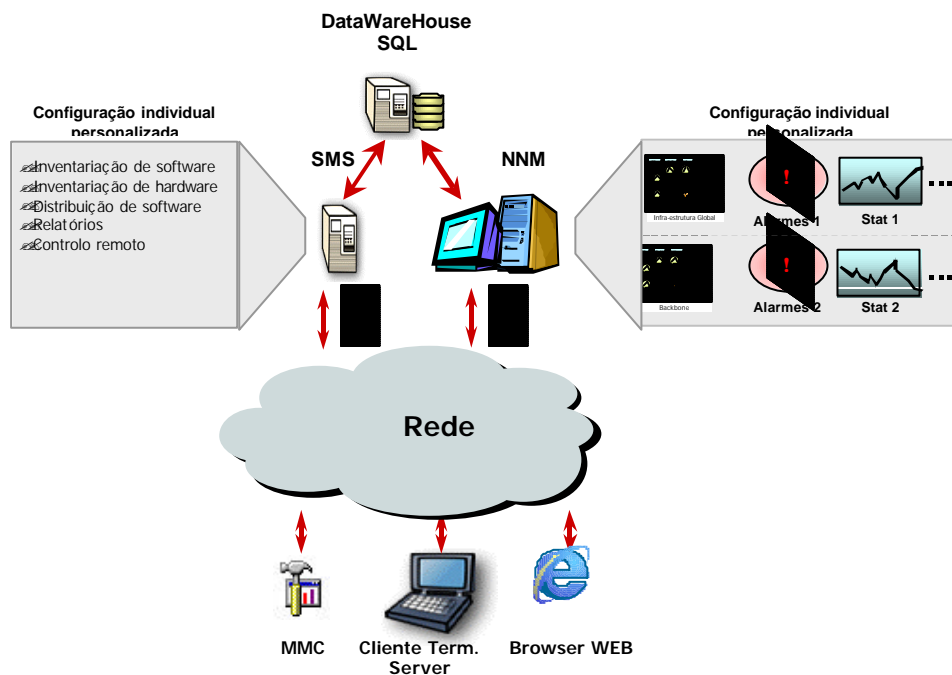 DataWareHouse
SQL
Configuração individual
personalizada
Configuração individual
personalizada
SMS
NNM
Inventariação de software
Inventariação de hardware
Distribuição de software
Relatórios
Controlo remoto
!
Infra-estrutura Global
Alarmes 1
Stat 1
...
!
Backbone
Alarmes 2
Stat 2
...
Rede
MMC
Cliente Term.
Server
Browser WEB